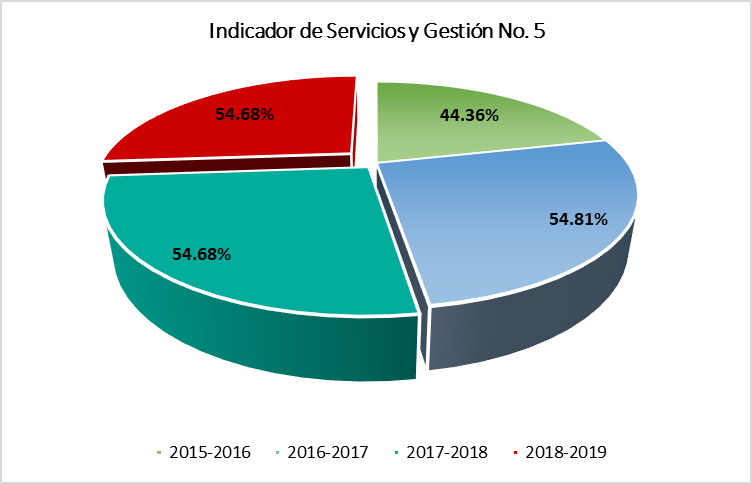 Indicador de Servicios y Gestión No. 5
54.68%
44.36%
54.81%
54.68%
2015-2016 2016-2017 2017-2018 2018-2019